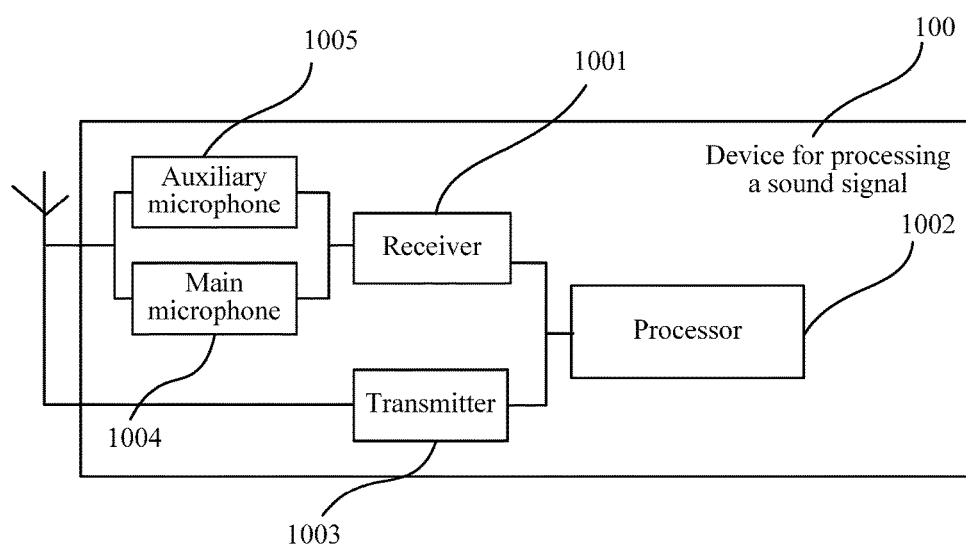 100
1005
1001
Device for processing
a sound signal
Auxiliary
microphone
1002
Receiver
Main
microphone
Processor
Transmitter
1004
1003